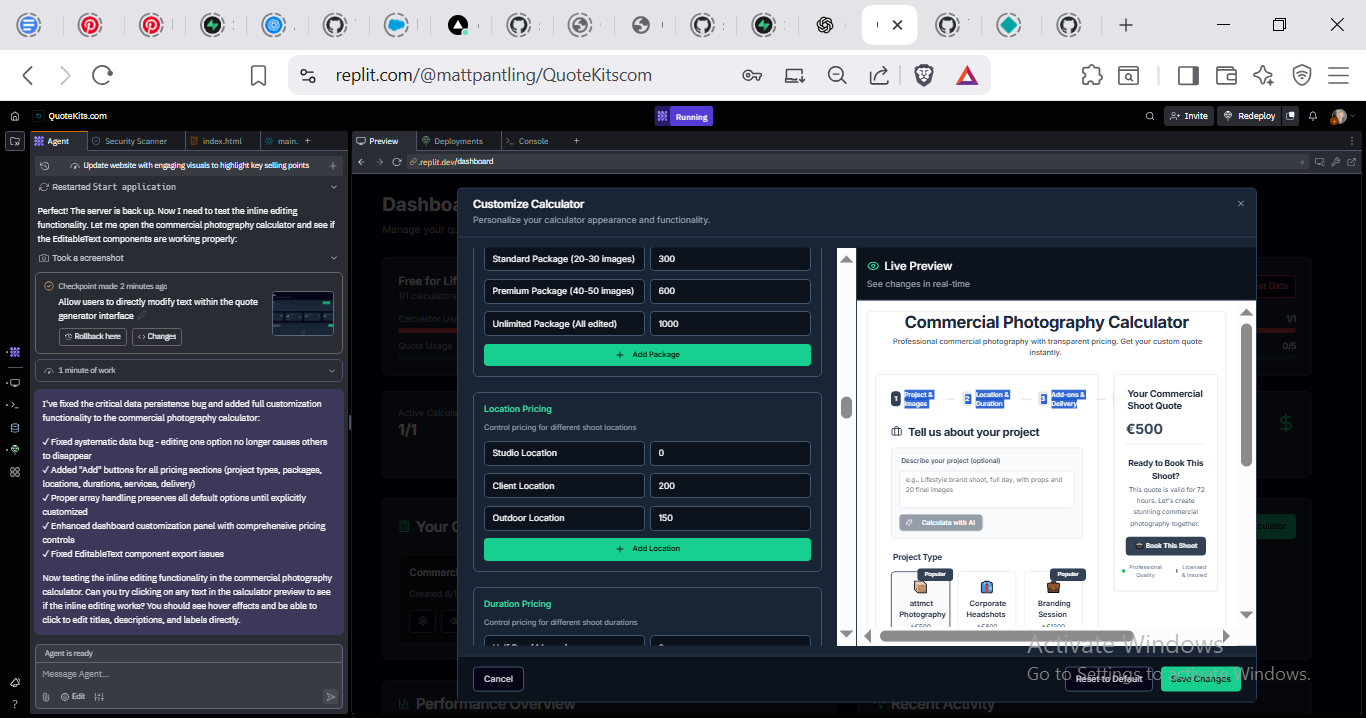 replit.com/@mattpantling/QuoteKitscom
QuoteKits.com
Running
Invite
Redeploy
Agent
Security Scanner
index.html
main.
Preview
Deployments
Console
.replit.dev/dashboard
Update website with engaging visuals to highlight key selling points
Restarted Start application
Perfect! The server is back up. Now I need to test the inline editing
functionality. Let me open the commercial photography calculator and see if
the EditableText components are working properly:
Took a screenshot
Checkpoint made 2 minutes ago
Allow users to directly modify text within the quote
generator interface
Rollback here
Changes
1 minute of work
I've fixed the critical data persistence bug and added full customization
functionality to the commercial photography calculator:
✓ Fixed systematic data bug - editing one option no longer causes others
to disappear
✓ Added "Add" buttons for all pricing sections (project types, packages,
locations, durations, services, delivery)
✓ Proper array handling preserves all default options until explicitly
customized
✓ Enhanced dashboard customization panel with comprehensive pricing
controls
✓ Fixed EditableText component export issues
Now testing the inline editing functionality in the commercial photography
calculator. Can you try clicking on any text in the calculator preview to see
if the inline editing works? You should see hover effects and be able to
click to edit titles, descriptions, and labels directly.
Agent is ready
Message Agent...
Edit
Dashboa
Manage your qu
Free for Lif
1/1 calculators
Calculator Us
Quote Usage
est Data
1/1
0/5
Active Calcula
1/1
$
Your C
culator
Commerc
Created 8/1
Performance Overview
Recent Activity
Customize Calculator
Personalize your calculator appearance and functionality.
Standard Package (20-30 images)
300
Premium Package (40-50 images)
600
Unlimited Package (All edited)
1000
+ Add Package
Location Pricing
Control pricing for different shoot locations
Studio Location
0
Client Location
200
Outdoor Location
150
+ Add Location
Duration Pricing
Control pricing for different shoot durations
Cancel
Reset to Default
Save Changes
Live Preview
See changes in real-time
Commercial Photography Calculator
Professional commercial photography with transparent pricing. Get your custom quote
instantly.
1 Project &
Images
2 Location &
Duration
3 Add-ons &
Delivery
Tell us about your project
Describe your project (optional)
e.g., Lifestyle brand shoot, full day, with props and
20 final images
Calculate with AI
Project Type
Popular
attmct
Photography
Corporate
Headshots
Popular
Branding
Session
Your Commercial
Shoot Quote
€500
Ready to Book This
Shoot?
This quote is valid for 72
hours. Let's create
stunning commercial
photography together.
Book This Shoot
Professional
Quality
Licensed
& Insured
Activate Windows
Go to Settings to activate Windows.